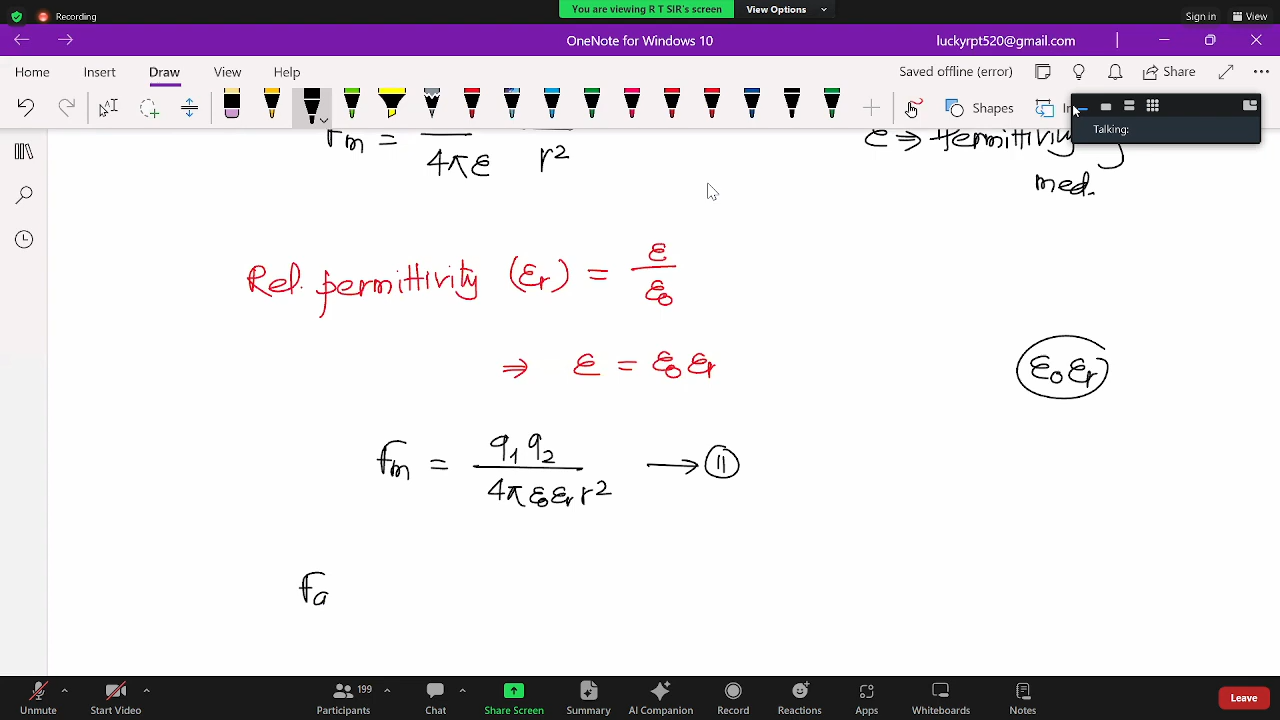 Recording
You are viewing R T SIR's screen View Options
Sign in View
OneNote for Windows 10 luckyrpt520@gmail.com
Home Insert Draw View Help Saved offline (error) Share
Shapes
Talking:
Fm = 4πε r²
ε ⇒ Permittivity
med.
Rel. permittivity (εr) = ε/ε₀
⇒ ε = ε₀εr
ε₀εr
Fm = q₁q₂ / 4πε₀εr r² → ⑪
Fa
Unmute Start Video Participants 199 Chat Share Screen Summary AI Companion Record Reactions Apps Whiteboards Notes Leave